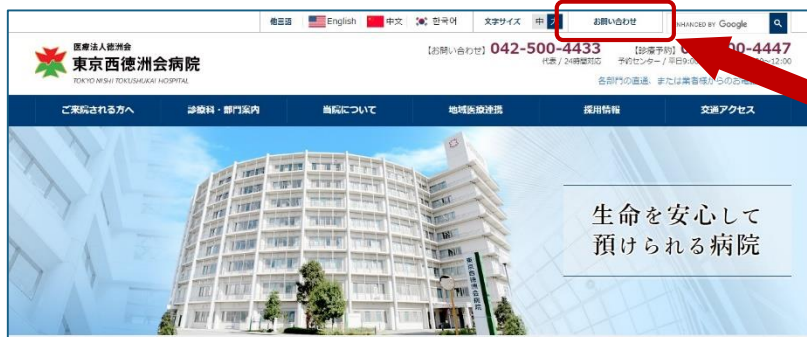 他言語 English 中文 한국어 文字サイズ 中 大 お問い合わせ ENHANCED BY Google
医療法人徳洲会
東京西徳洲会病院
TOKYO NISHI TOKUSHUKAI HOSPITAL
【お問い合わせ】042-500-4433
代表 / 24時間対応
【診療予約】
00-4447
予約センター / 平日9:00
12:00
各部門の直通、または業者様からのお
ご来院される方へ 診療科・部門案内 当院について 地域医療連携 採用情報 交通アクセス
生命を安心して
預けられる病院
東京西徳洲会病院